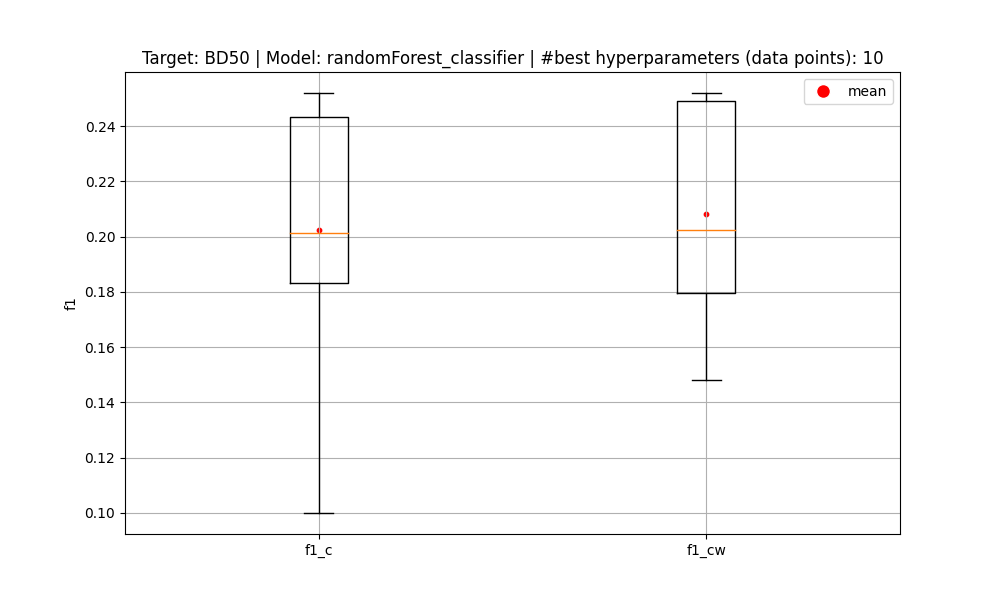 Target: BD50 | Model: randomForest_classifier | #best hyperparameters (data points): 10
mean
0.24
0.22
0.20
0.18
0.16
0.14
0.12
0.10
f1
f1_c
f1_cw